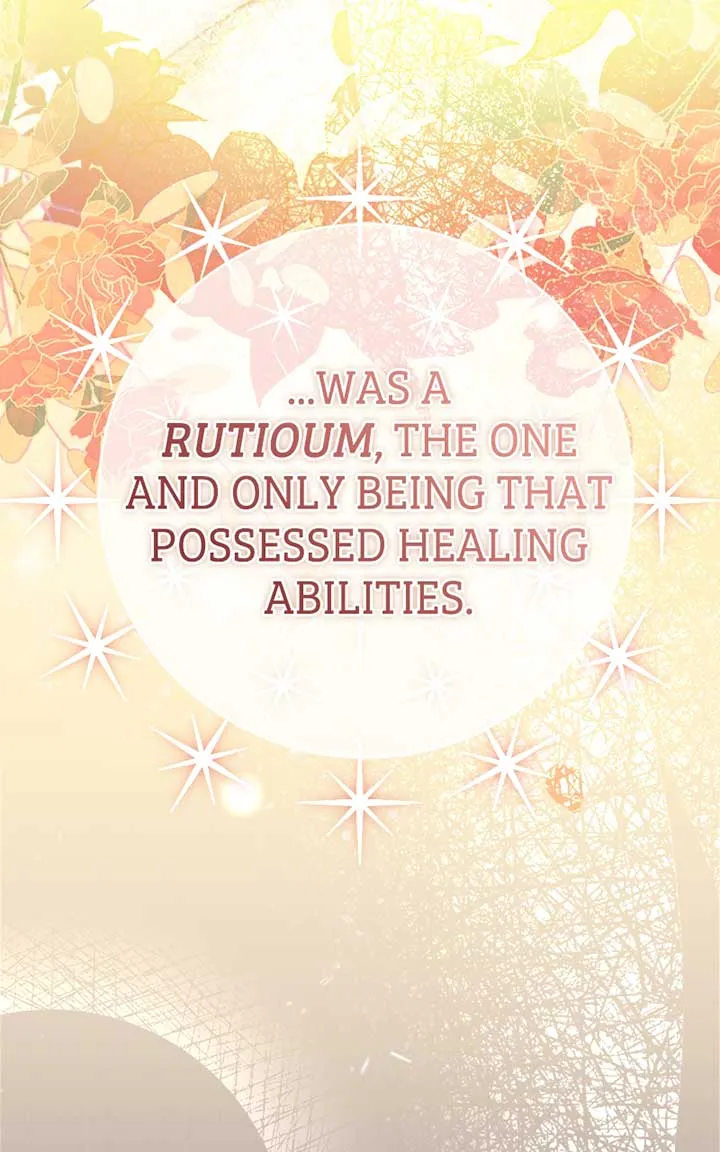 ...WAS A
RUTIOUM, THE ONE
AND ONLY BEING THAT
POSSESSED HEALING
ABILITIES.